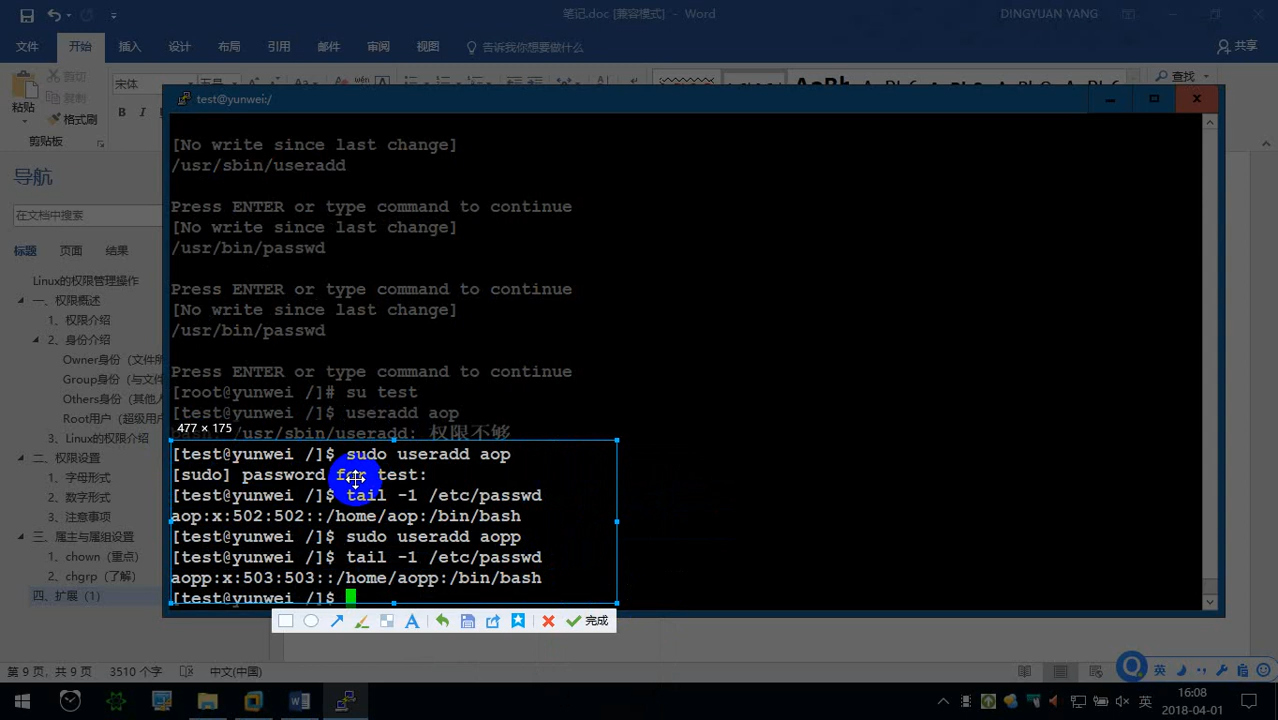 笔记.doc [兼容模式] - Word
DINGYUAN YANG
文件
开始
插入
设计
布局
引用
邮件
审阅
视图
告诉我你想要做什么
共享
粘贴
剪切
复制
格式刷
剪贴板
宋体
五号
B I
查找
导航
在文档中搜索
标题
页面
结果
Linux的权限管理操作
一、权限概述
1、权限介绍
2、身份介绍
Owner身份（文件所
Group身份（与文件
Others身份（其他人
Root用户（超级用户
3、Linux的权限介绍
二、权限设置
1、字母形式
2、数字形式
3、注意事项
三、属主与属组设置
1、chown（重点）
2、chgrp（了解）
四、扩展（1）
test@yunwei:/
[No write since last change]
/usr/sbin/useradd
Press ENTER or type command to continue
[No write since last change]
/usr/bin/passwd
Press ENTER or type command to continue
[No write since last change]
/usr/bin/passwd
Press ENTER or type command to continue
[root@yunwei /]# su test
[test@yunwei /]$ useradd aop
bash: /usr/sbin/useradd: 权限不够
477 × 175
[test@yunwei /]$ sudo useradd aop
[sudo] password for test:
[test@yunwei /]$ tail -1 /etc/passwd
aop:x:502:502::/home/aop:/bin/bash
[test@yunwei /]$ sudo useradd aopp
[test@yunwei /]$ tail -1 /etc/passwd
aopp:x:503:503::/home/aopp:/bin/bash
[test@yunwei /]$
完成
第 9 页，共 9 页
3510 个字
中文(中国)
英
英
16:08
2018-04-01